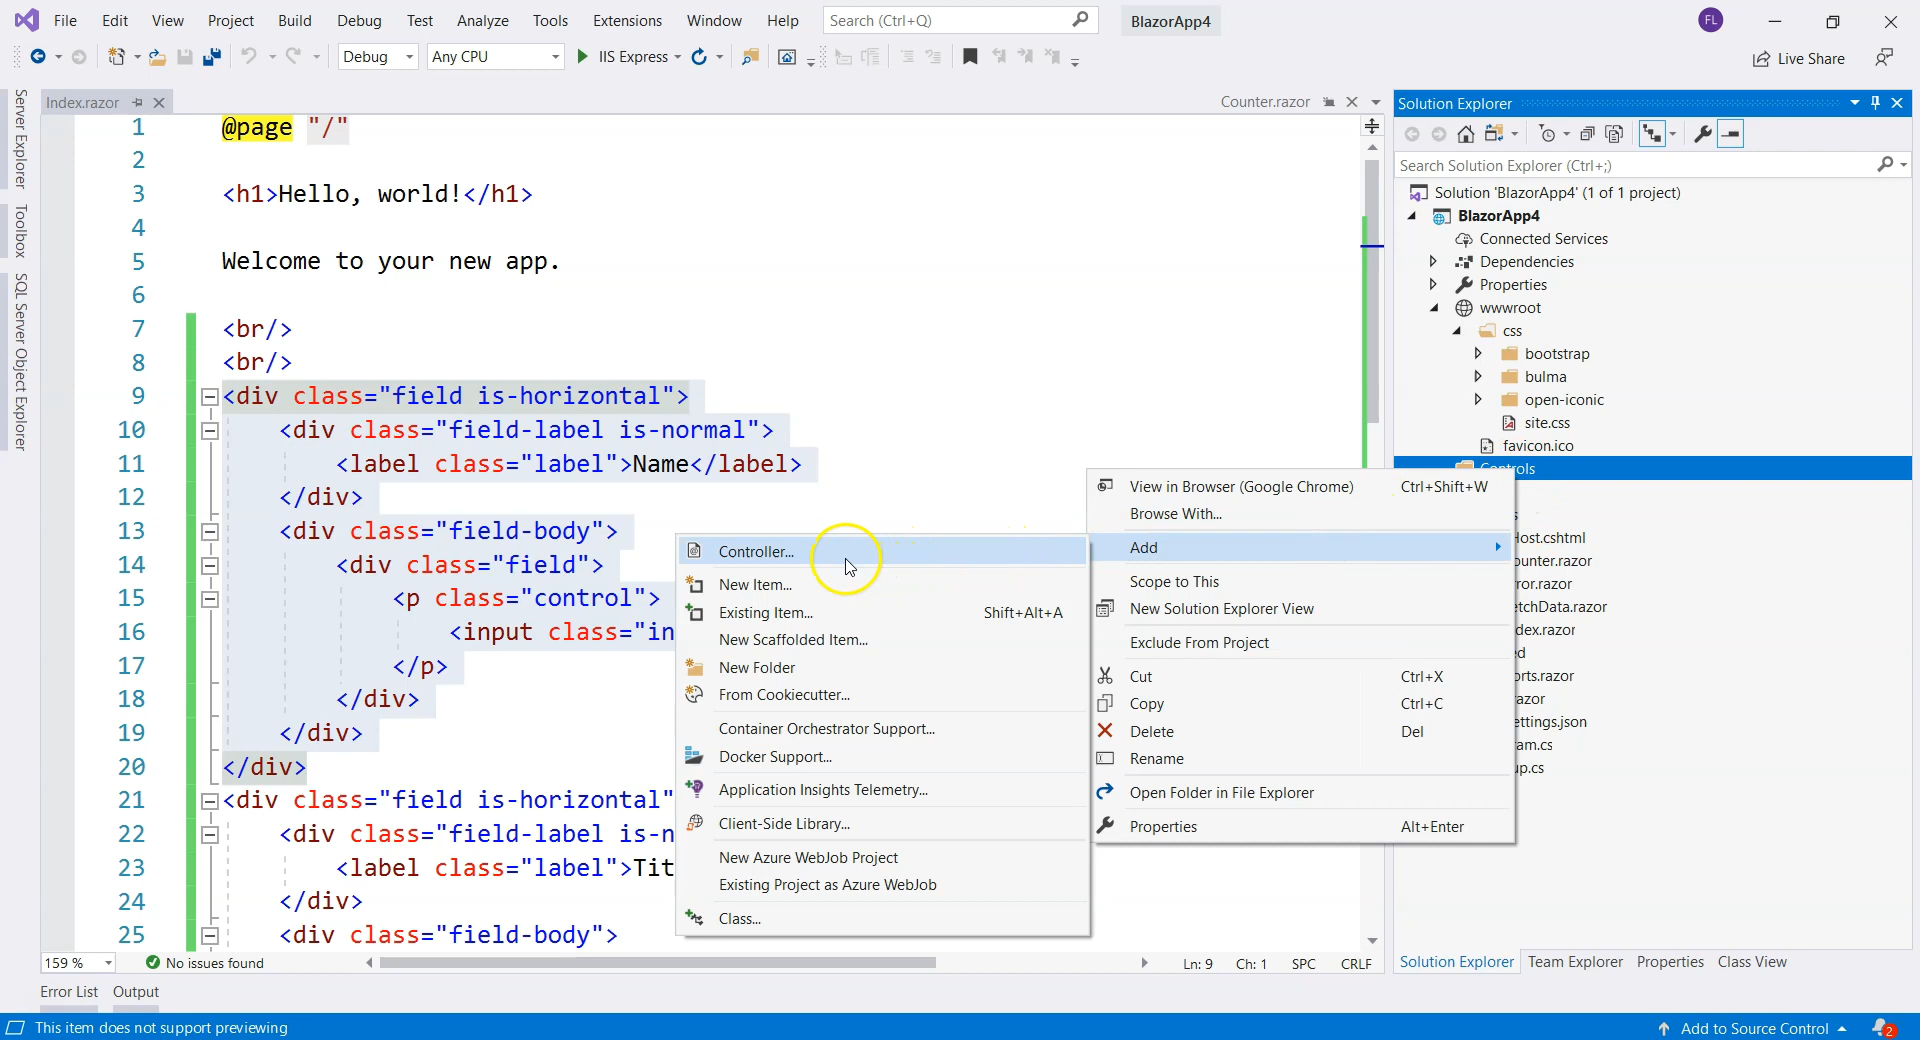 File Edit View Project Build Debug Test Analyze Tools Extensions Window Help Search (Ctrl+Q) BlazorApp4 FL
Debug Any CPU IIS Express Live Share
Server Explorer
Toolbox
SQL Server Object Explorer
Index.razor Counter.razor
1 @page "/"
2
3 <h1>Hello, world!</h1>
4
5 Welcome to your new app.
6
7 <br/>
8 <br/>
9 <div class="field is-horizontal">
10 <div class="field-label is-normal">
11 <label class="label">Name</label>
12 </div>
13 <div class="field-body">
14 <div class="field">
15 <p class="control">
16 <input class="in
17 </p>
18 </div>
19 </div>
20 </div>
21 <div class="field is-horizontal"
22 <div class="field-label is-n
23 <label class="label">Tit
24 </div>
25 <div class="field-body">
Controller...
New Item...
Existing Item... Shift+Alt+A
New Scaffolded Item...
New Folder
From Cookiecutter...
Container Orchestrator Support...
Docker Support...
Application Insights Telemetry...
Client-Side Library...
New Azure WebJob Project
Existing Project as Azure WebJob
Class...
View in Browser (Google Chrome) Ctrl+Shift+W
Browse With...
Add
Scope to This
New Solution Explorer View
Exclude From Project
Cut Ctrl+X
Copy Ctrl+C
Delete Del
Rename
Open Folder in File Explorer
Properties Alt+Enter
Solution Explorer
Search Solution Explorer (Ctrl+;)
Solution 'BlazorApp4' (1 of 1 project)
BlazorApp4
Connected Services
Dependencies
Properties
wwwroot
css
bootstrap
bulma
open-iconic
site.css
favicon.ico
Controls
s
Host.cshtml
ounter.razor
ror.razor
etchData.razor
dex.razor
ed
orts.razor
azor
ettings.json
am.cs
up.cs
159 % No issues found Ln: 9 Ch: 1 SPC CRLF
Solution Explorer Team Explorer Properties Class View
Error List Output
This item does not support previewing Add to Source Control 2